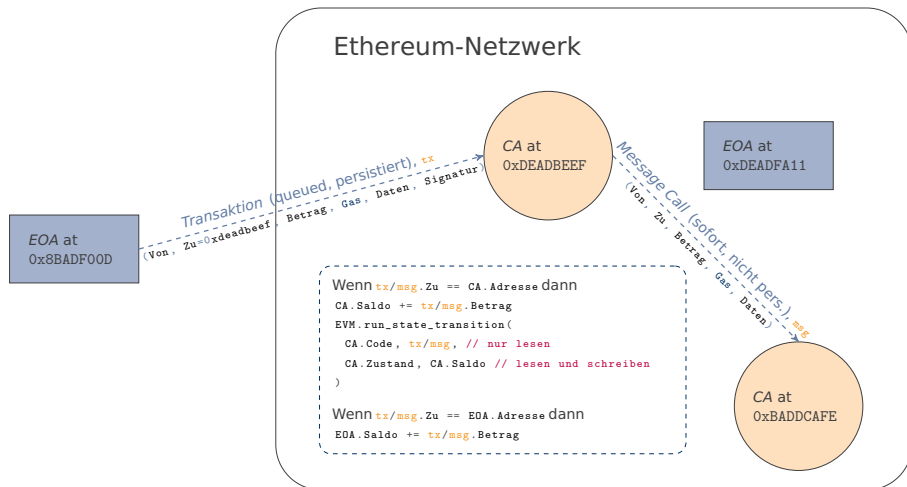 Ethereum-Netzwerk
CA at
0xDEADBEEF
EOA at
0xDEADFA11
Transaktion (queued, persistiert), tx
(Von, Zu=0xdeadbeef, Betrag, Gas, Daten, Signatur)
EOA at
0x8BADF00D
Message Call (sofort, nicht pers.), msg
(Von, Zu, Betrag, Gas, Daten)
Wenn tx/msg.Zu == CA.Adresse dann
CA.Saldo += tx/msg.Betrag
EVM.run_state_transition(
CA.Code, tx/msg, // nur lesen
CA.Zustand, CA.Saldo // lesen und schreiben
)
Wenn tx/msg.Zu == EOA.Adresse dann
EOA.Saldo += tx/msg.Betrag
CA at
0xBADDCAFE